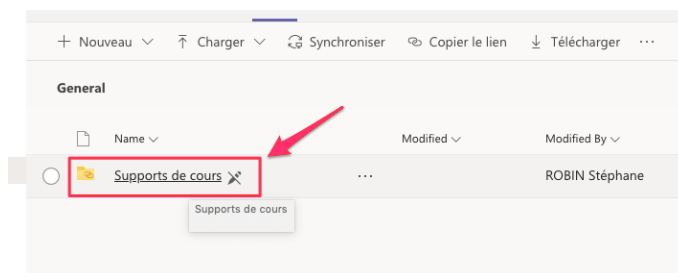 Nouveau Charger Synchroniser Copier le lien Télécharger ...
General
Name Modified Modified By
Supports de cours ... ROBIN Stéphane
Supports de cours